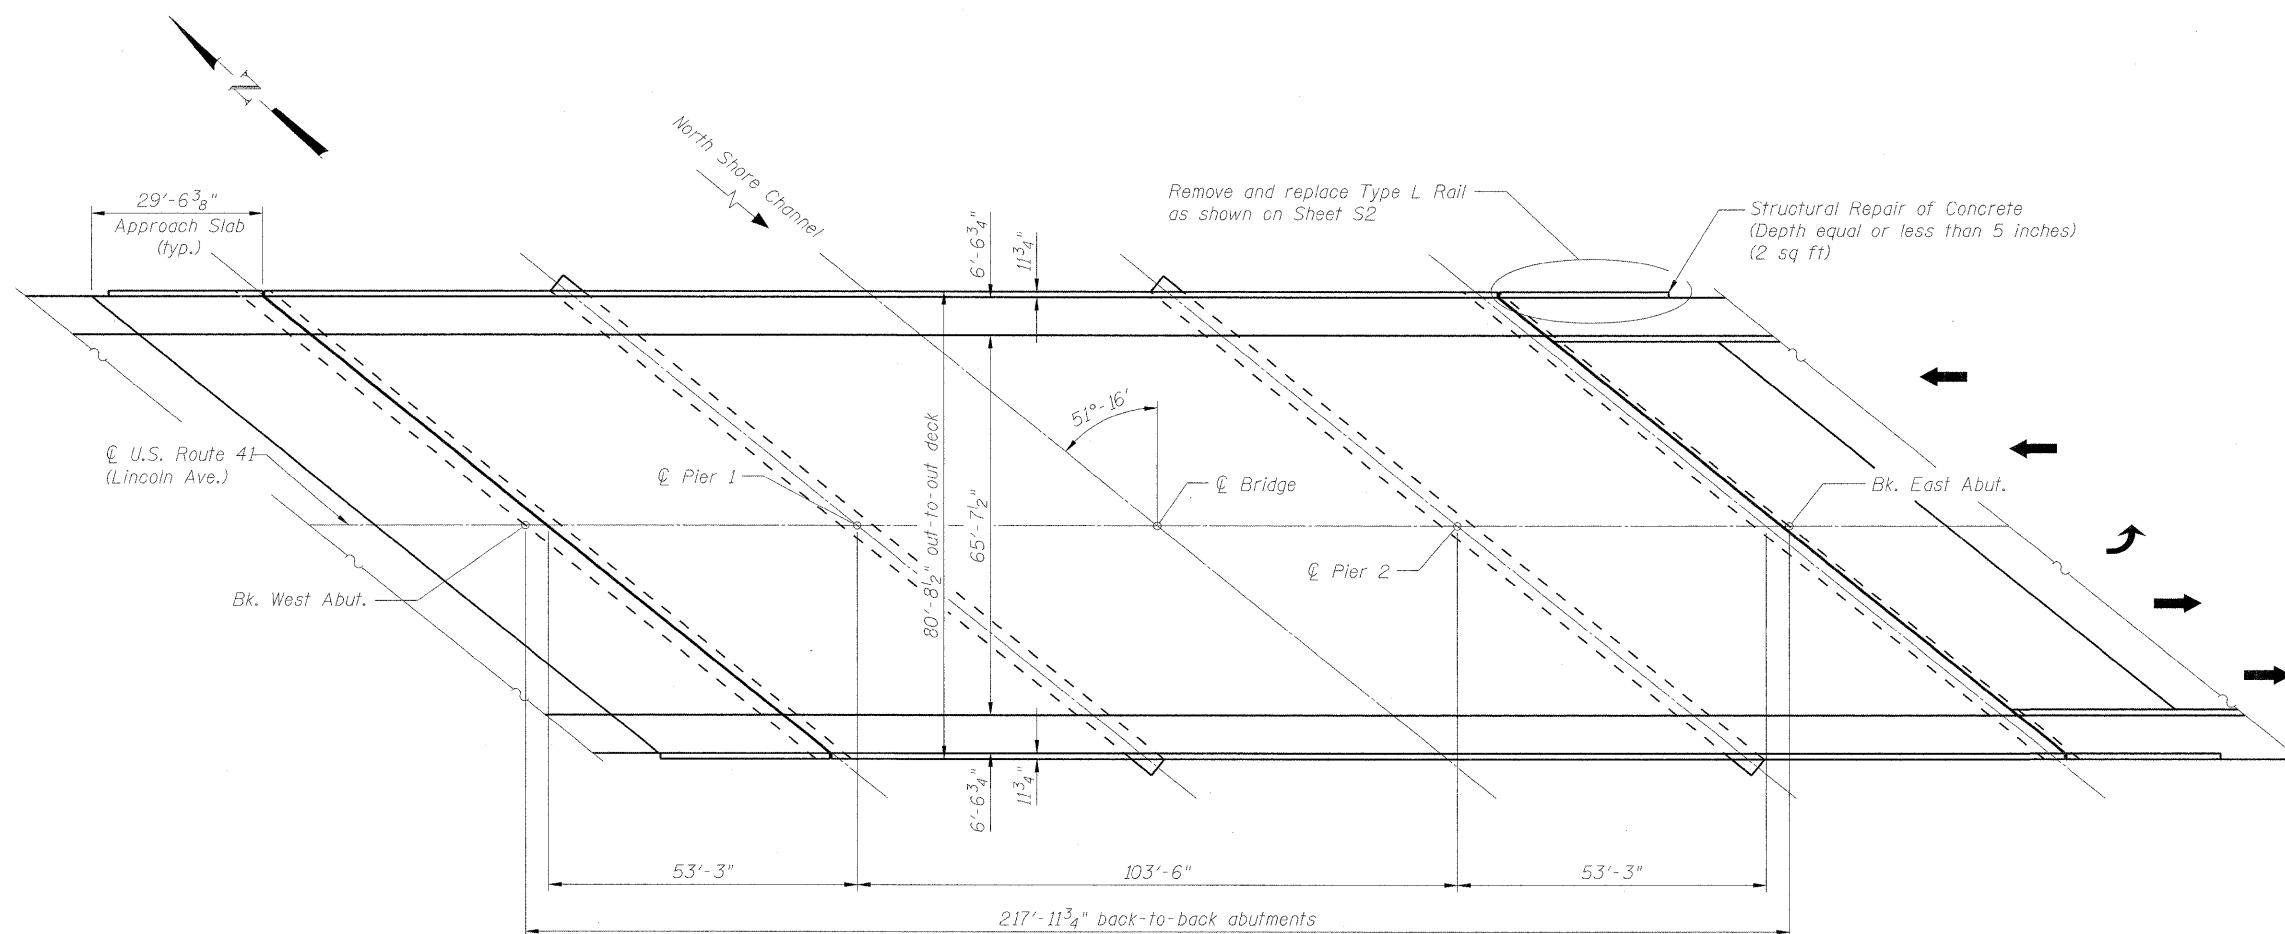 N
North Shore Channel
29'-6 3/8"
Approach Slab
(typ.)
6'-6 3/4"
11 3/4"
Remove and replace Type L Rail
as shown on Sheet S2
Structural Repair of Concrete
(Depth equal or less than 5 inches)
(2 sq ft)
51°-16'
℄ U.S. Route 41
(Lincoln Ave.)
℄ Pier 1
80'-8 1/2" out-to-out deck
65'-7 1/2"
℄ Bridge
Bk. East Abut.
℄ Pier 2
Bk. West Abut.
6'-6 3/4"
11 3/4"
53'-3"
103'-6"
53'-3"
217'-11 3/4" back-to-back abutments